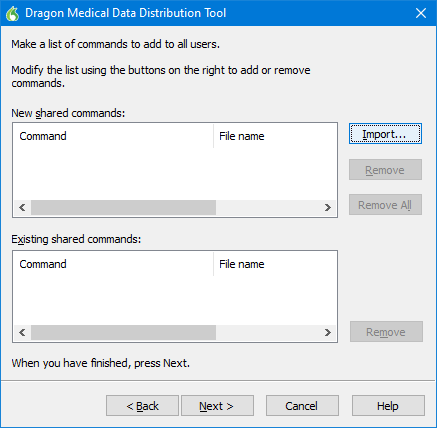 Dragon Medical Data Distribution Tool
Make a list of commands to add to all users.
Modify the list using the buttons on the right to add or remove
commands.
New shared commands:
Command File name
Import...
Remove
Remove All
Existing shared commands:
Command File name
Remove
When you have finished, press Next.
< Back Next > Cancel Help